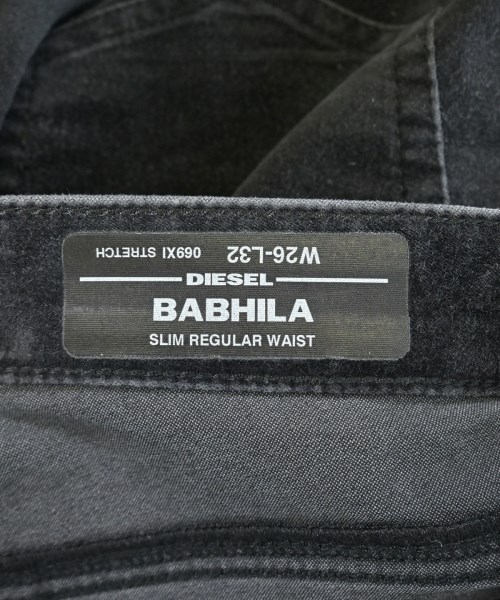 W26-L32 069XI STRETCH
DIESEL
BABHILA
SLIM REGULAR WAIST